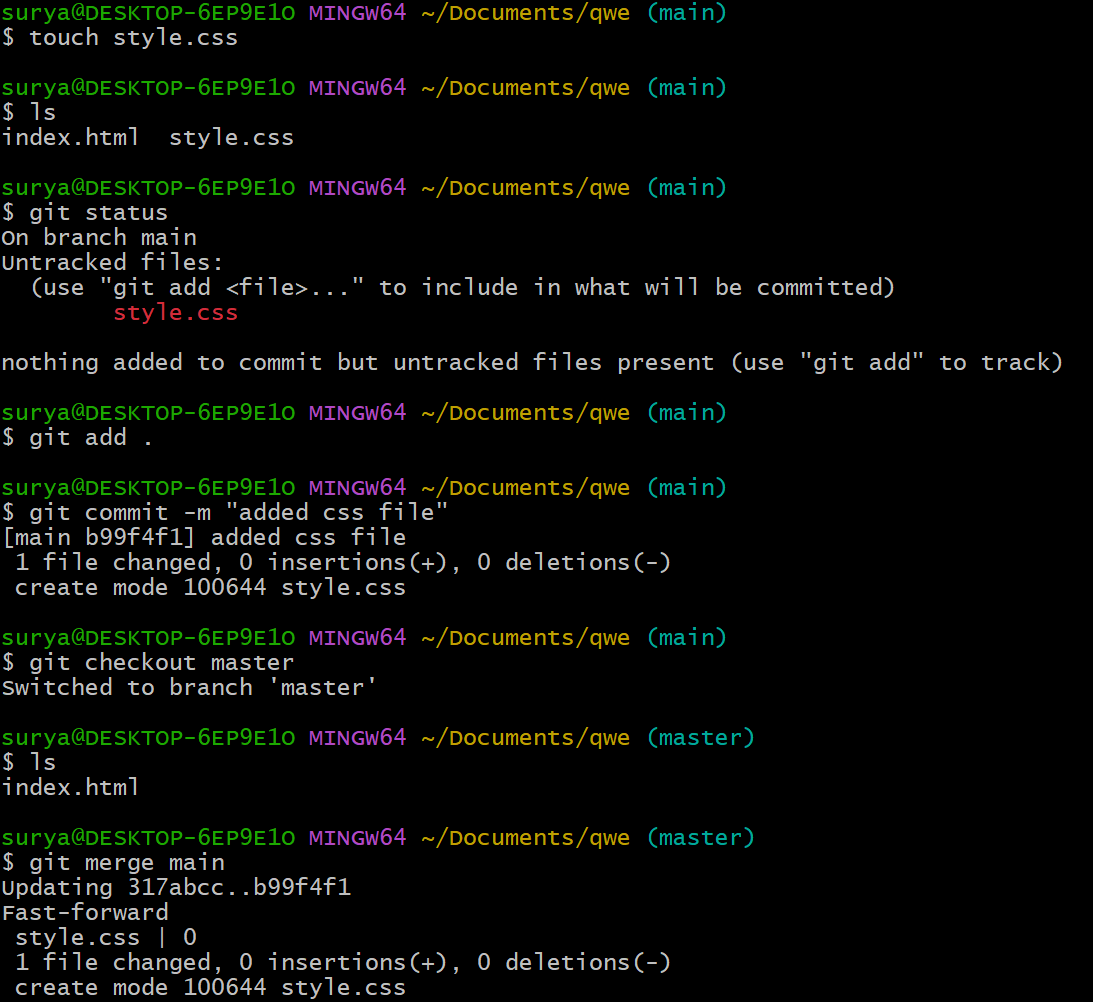 surya@DESKTOP-6EP9E1O MINGW64 ~/Documents/qwe (main)
$ touch style.css
surya@DESKTOP-6EP9E1O MINGW64 ~/Documents/qwe (main)
$ ls
index.html  style.css
surya@DESKTOP-6EP9E1O MINGW64 ~/Documents/qwe (main)
$ git status
On branch main
Untracked files:
  (use "git add <file>..." to include in what will be committed)
        style.css
nothing added to commit but untracked files present (use "git add" to track)
surya@DESKTOP-6EP9E1O MINGW64 ~/Documents/qwe (main)
$ git add .
surya@DESKTOP-6EP9E1O MINGW64 ~/Documents/qwe (main)
$ git commit -m "added css file"
[main b99f4f1] added css file
 1 file changed, 0 insertions(+), 0 deletions(-)
 create mode 100644 style.css
surya@DESKTOP-6EP9E1O MINGW64 ~/Documents/qwe (main)
$ git checkout master
Switched to branch 'master'
surya@DESKTOP-6EP9E1O MINGW64 ~/Documents/qwe (master)
$ ls
index.html
surya@DESKTOP-6EP9E1O MINGW64 ~/Documents/qwe (master)
$ git merge main
Updating 317abcc..b99f4f1
Fast-forward
 style.css | 0
 1 file changed, 0 insertions(+), 0 deletions(-)
 create mode 100644 style.css